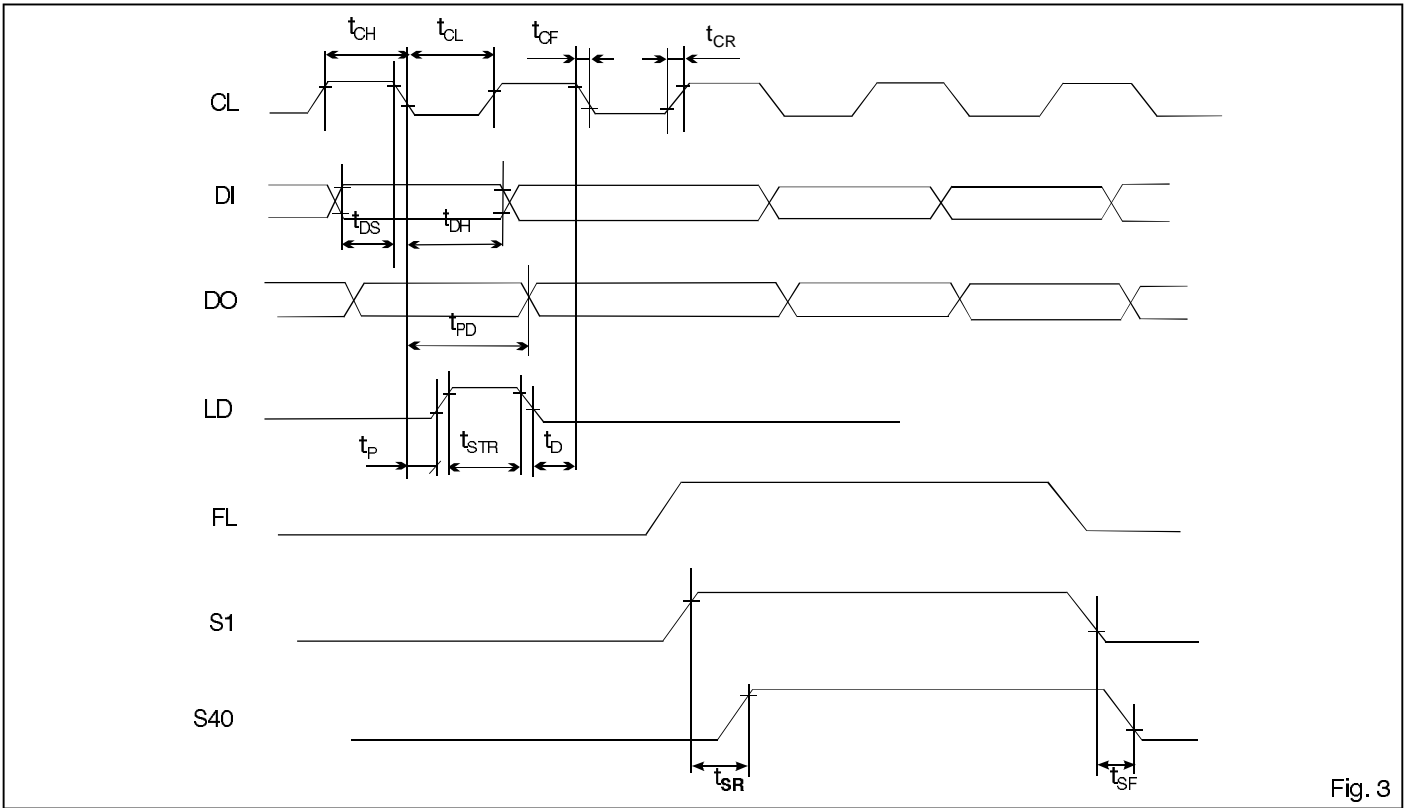 tCH tCL tCF tCR
CL
DI
tDS tDH
DO
tPD
LD
tP tSTR tD
FL
S1
S40
tSR tSF
Fig. 3